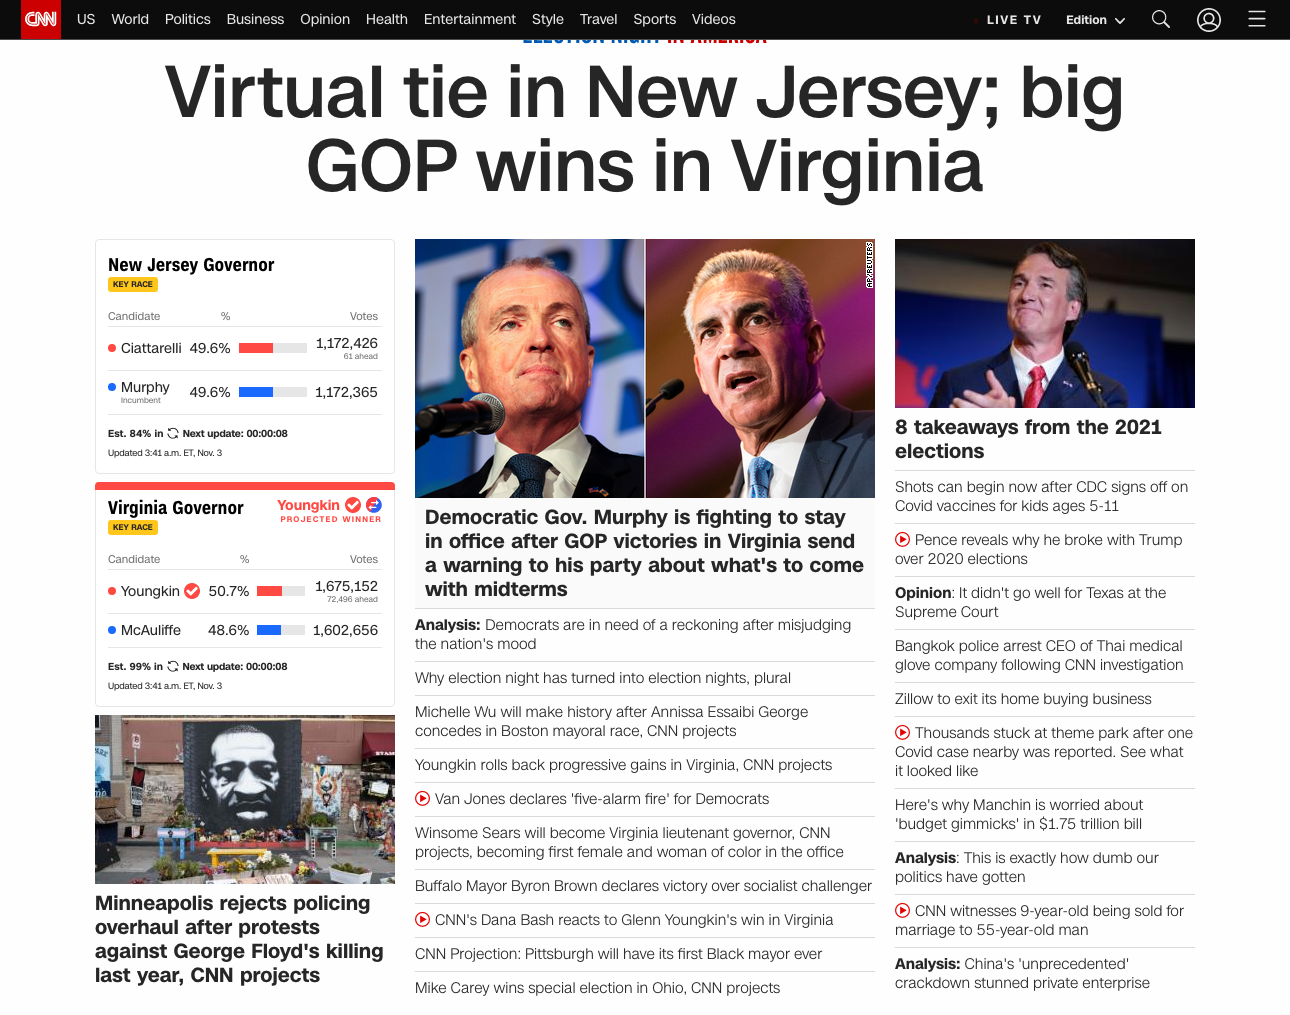 CNN US World Politics Business Opinion Health Entertainment Style Travel Sports Videos LIVE TV Edition
ELECTION NIGHT IN AMERICA
Virtual tie in New Jersey; big
GOP wins in Virginia
New Jersey Governor
KEY RACE
Candidate % Votes
Ciattarelli 49.6% 1,172,426
61 ahead
Murphy 49.6% 1,172,365
Incumbent
Est. 84% in Next update: 00:00:08
Updated 3:41 a.m. ET, Nov. 3
Virginia Governor Youngkin
PROJECTED WINNER
KEY RACE
Candidate % Votes
Youngkin 50.7% 1,675,152
72,496 ahead
McAuliffe 48.6% 1,602,656
Est. 99% in Next update: 00:00:08
Updated 3:41 a.m. ET, Nov. 3
Minneapolis rejects policing
overhaul after protests
against George Floyd's killing
last year, CNN projects
AP/REUTERS
Democratic Gov. Murphy is fighting to stay
in office after GOP victories in Virginia send
a warning to his party about what's to come
with midterms
Analysis: Democrats are in need of a reckoning after misjudging
the nation's mood
Why election night has turned into election nights, plural
Michelle Wu will make history after Annissa Essaibi George
concedes in Boston mayoral race, CNN projects
Youngkin rolls back progressive gains in Virginia, CNN projects
Van Jones declares 'five-alarm fire' for Democrats
Winsome Sears will become Virginia lieutenant governor, CNN
projects, becoming first female and woman of color in the office
Buffalo Mayor Byron Brown declares victory over socialist challenger
CNN's Dana Bash reacts to Glenn Youngkin's win in Virginia
CNN Projection: Pittsburgh will have its first Black mayor ever
Mike Carey wins special election in Ohio, CNN projects
8 takeaways from the 2021
elections
Shots can begin now after CDC signs off on
Covid vaccines for kids ages 5-11
Pence reveals why he broke with Trump
over 2020 elections
Opinion: It didn't go well for Texas at the
Supreme Court
Bangkok police arrest CEO of Thai medical
glove company following CNN investigation
Zillow to exit its home buying business
Thousands stuck at theme park after one
Covid case nearby was reported. See what
it looked like
Here's why Manchin is worried about
'budget gimmicks' in $1.75 trillion bill
Analysis: This is exactly how dumb our
politics have gotten
CNN witnesses 9-year-old being sold for
marriage to 55-year-old man
Analysis: China's 'unprecedented'
crackdown stunned private enterprise